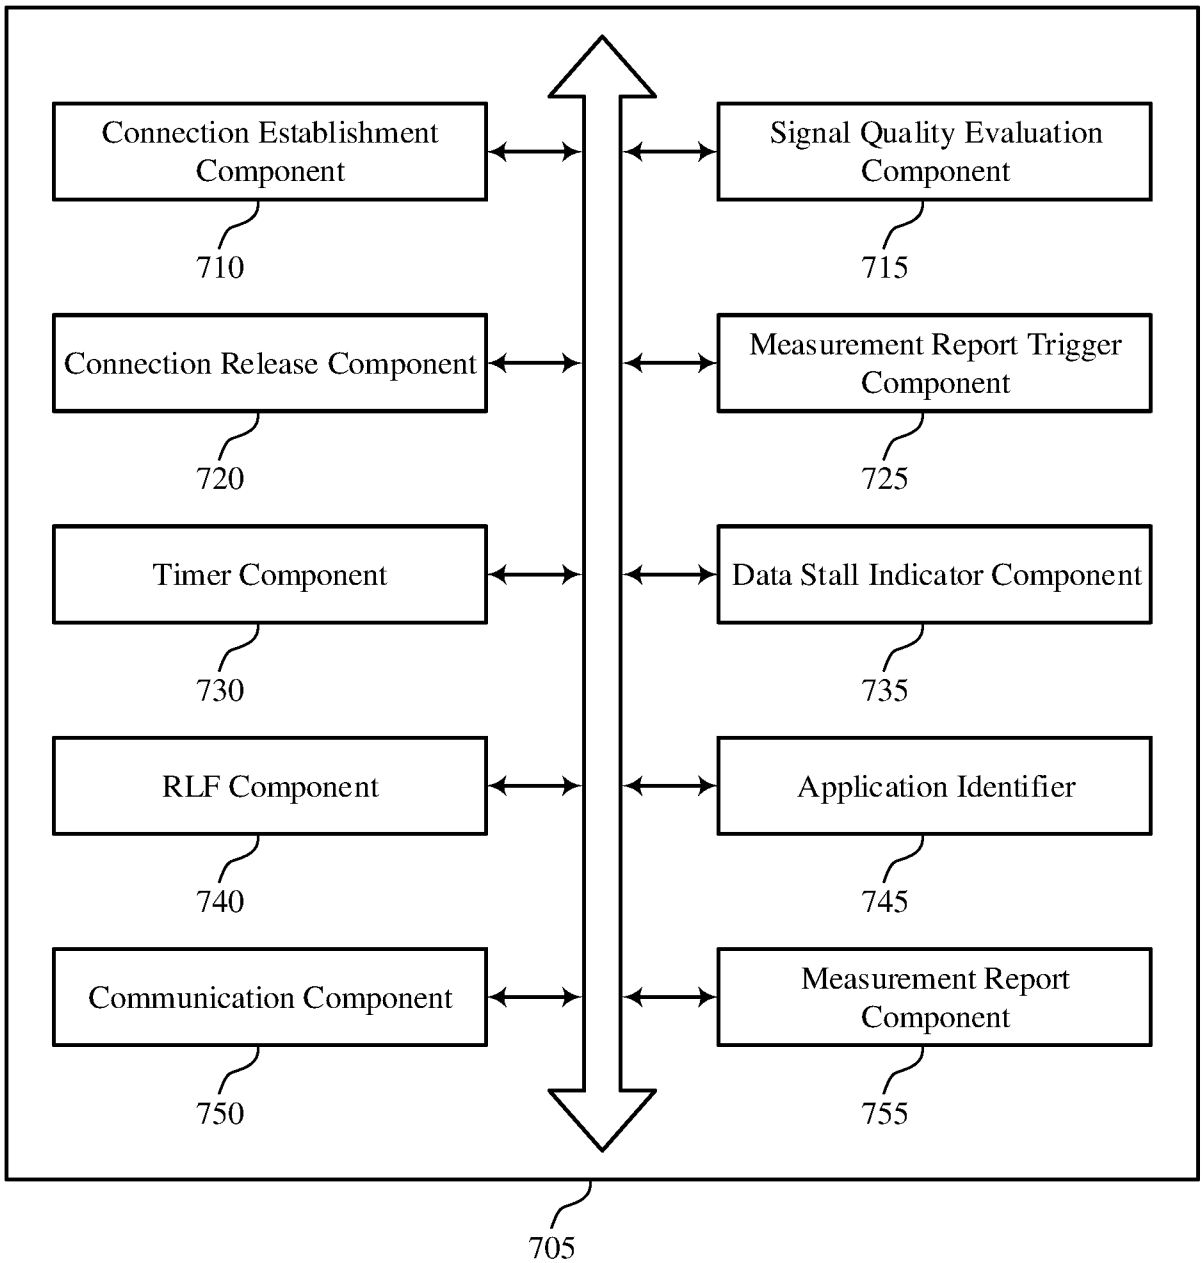 Connection Establishment
Component
710
Signal Quality Evaluation
Component
715
Connection Release Component
720
Measurement Report Trigger
Component
725
Timer Component
730
Data Stall Indicator Component
735
RLF Component
740
Application Identifier
745
Communication Component
750
Measurement Report
Component
755
705